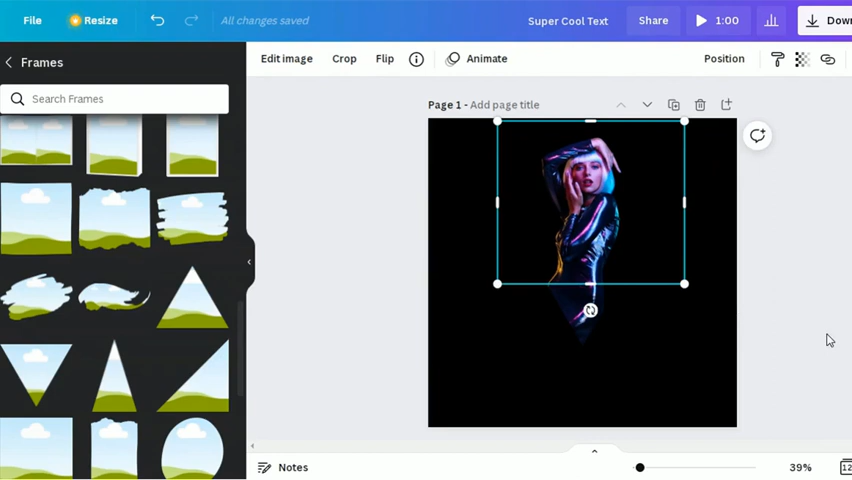 File
Resize
All changes saved
Super Cool Text
Share
1:00
Frames
Edit image
Crop
Flip
Animate
Position
Search Frames
Page 1 - Add page title
Notes
39%